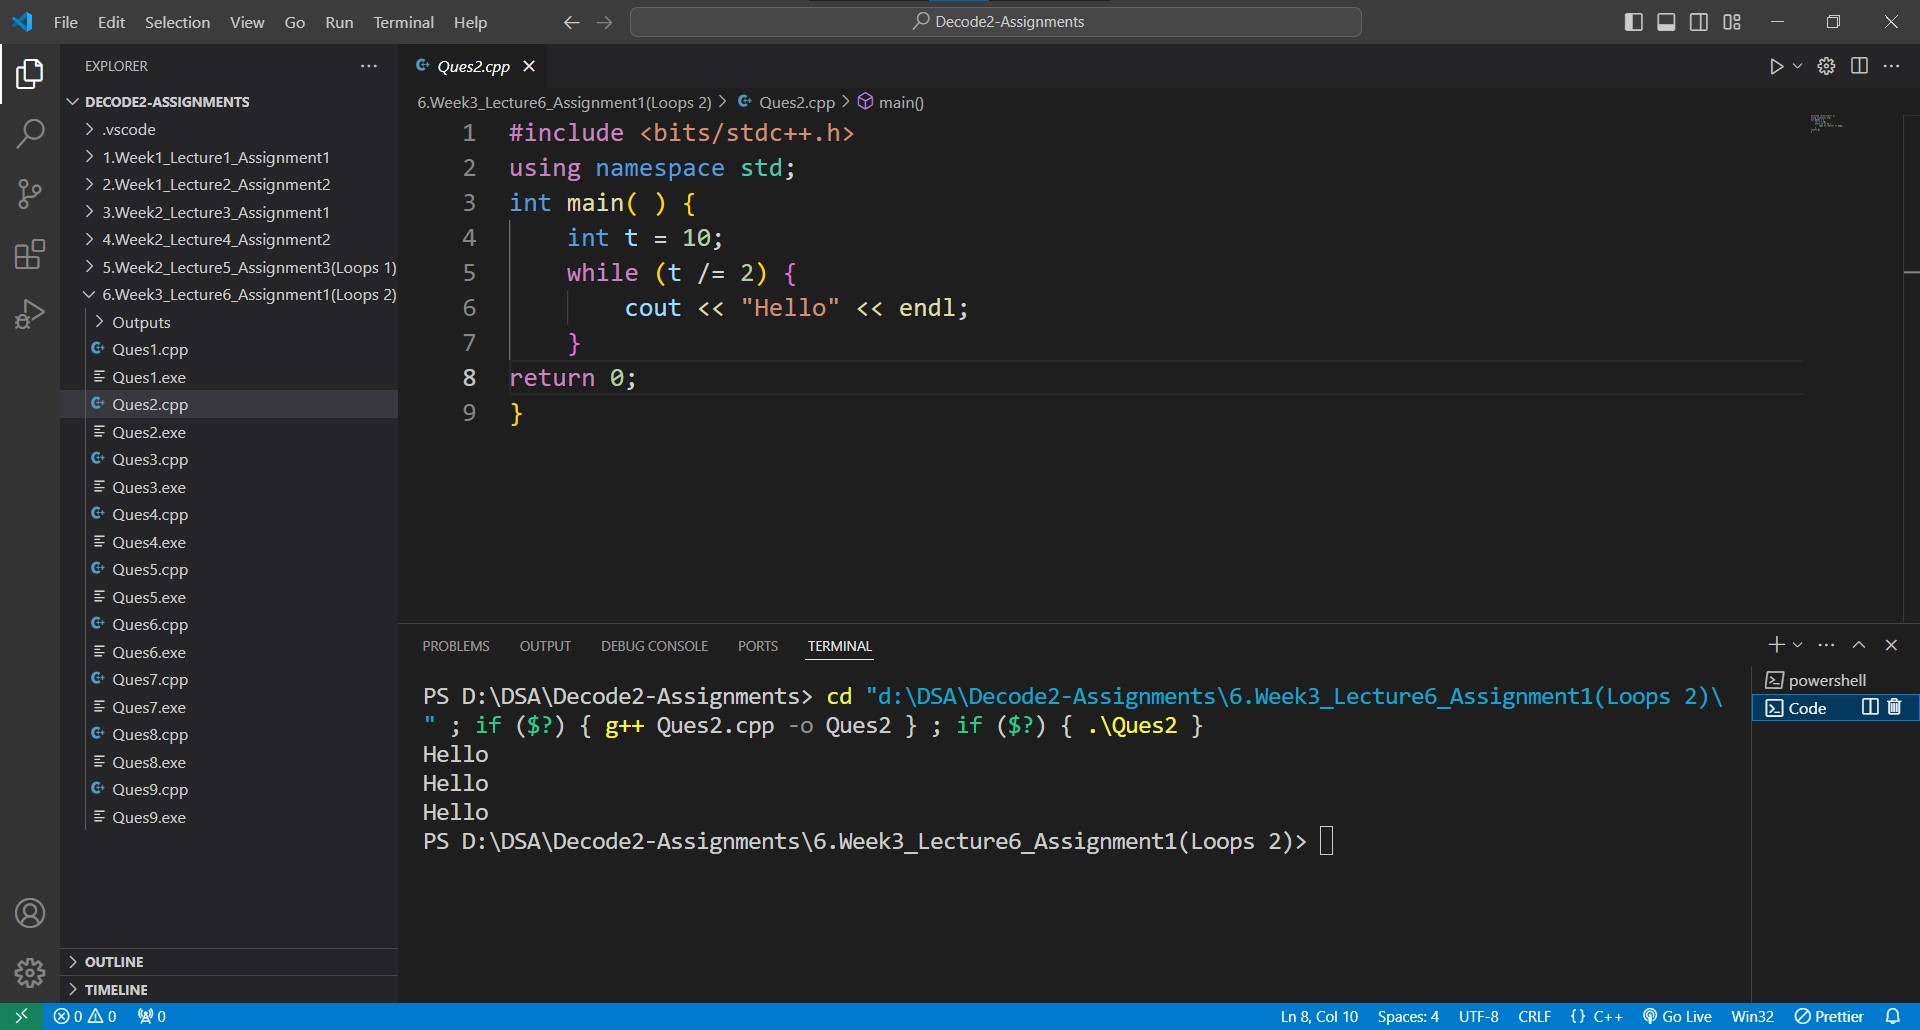 File Edit Selection View Go Run Terminal Help
Decode2-Assignments
EXPLORER
DECODE2-ASSIGNMENTS
.vscode
1.Week1_Lecture1_Assignment1
2.Week1_Lecture2_Assignment2
3.Week2_Lecture3_Assignment1
4.Week2_Lecture4_Assignment2
5.Week2_Lecture5_Assignment3(Loops 1)
6.Week3_Lecture6_Assignment1(Loops 2)
Outputs
Ques1.cpp
Ques1.exe
Ques2.cpp
Ques2.exe
Ques3.cpp
Ques3.exe
Ques4.cpp
Ques4.exe
Ques5.cpp
Ques5.exe
Ques6.cpp
Ques6.exe
Ques7.cpp
Ques7.exe
Ques8.cpp
Ques8.exe
Ques9.cpp
Ques9.exe
OUTLINE
TIMELINE
Ques2.cpp
6.Week3_Lecture6_Assignment1(Loops 2) > Ques2.cpp > main()
1 #include <bits/stdc++.h>
2 using namespace std;
3 int main( ) {
4 int t = 10;
5 while (t /= 2) {
6 cout << "Hello" << endl;
7 }
8 return 0;
9 }
PROBLEMS OUTPUT DEBUG CONSOLE PORTS TERMINAL
PS D:\DSA\Decode2-Assignments> cd "d:\DSA\Decode2-Assignments\6.Week3_Lecture6_Assignment1(Loops 2)\
" ; if ($?) { g++ Ques2.cpp -o Ques2 } ; if ($?) { .\Ques2 }
Hello
Hello
Hello
PS D:\DSA\Decode2-Assignments\6.Week3_Lecture6_Assignment1(Loops 2)>
powershell
Code
0 0 0 Ln 8, Col 10 Spaces: 4 UTF-8 CRLF {} C++ Go Live Win32 Prettier